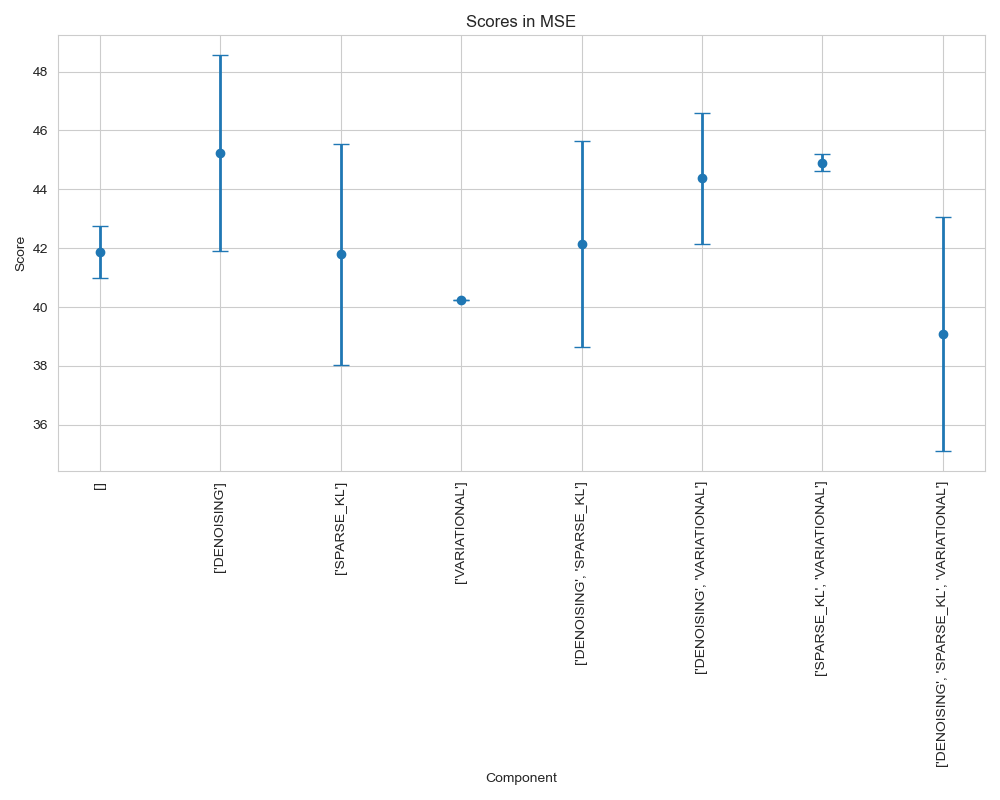 Scores in MSE
Score
48
46
44
42
40
38
36
[]
['DENOISING']
['SPARSE_KL']
['VARIATIONAL']
['DENOISING', 'SPARSE_KL']
['DENOISING', 'VARIATIONAL']
['SPARSE_KL', 'VARIATIONAL']
['DENOISING', 'SPARSE_KL', 'VARIATIONAL']
Component